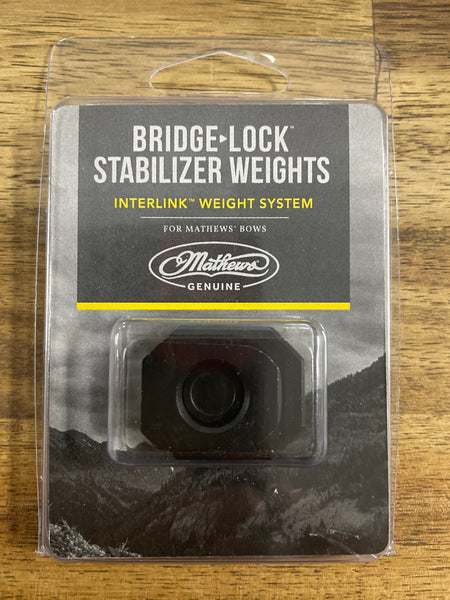 BRIDGE▸LOCK™
STABILIZER WEIGHTS
INTERLINK™ WEIGHT SYSTEM
FOR MATHEWS® BOWS
Mathews®
GENUINE